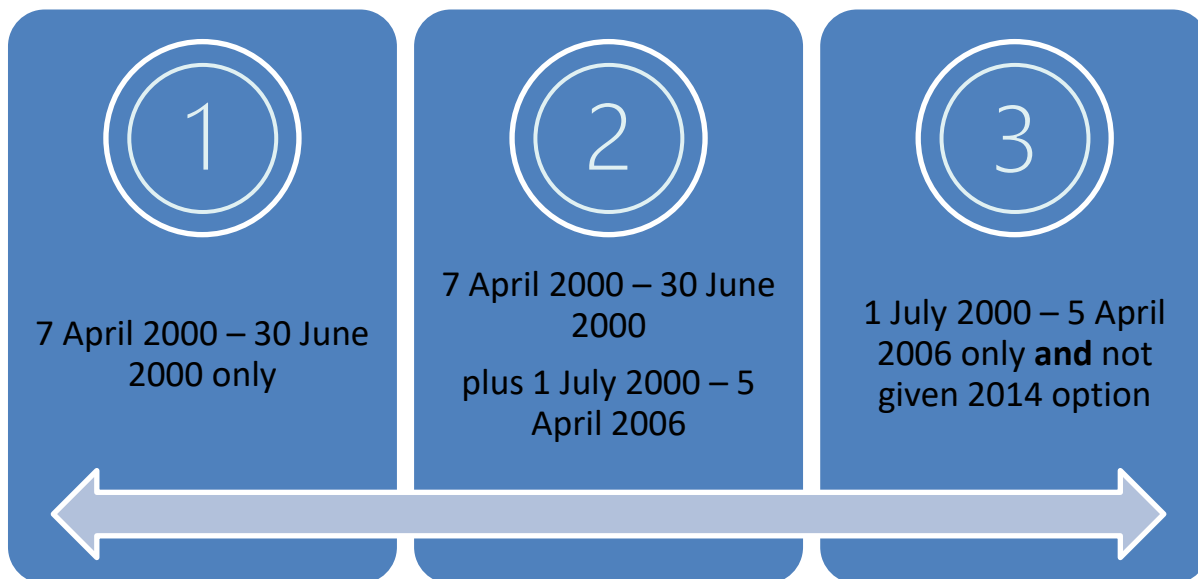 1
7 April 2000 – 30 June
2000 only
2
7 April 2000 – 30 June
2000
plus 1 July 2000 – 5
April 2006
3
1 July 2000 – 5 April
2006 only and not
given 2014 option